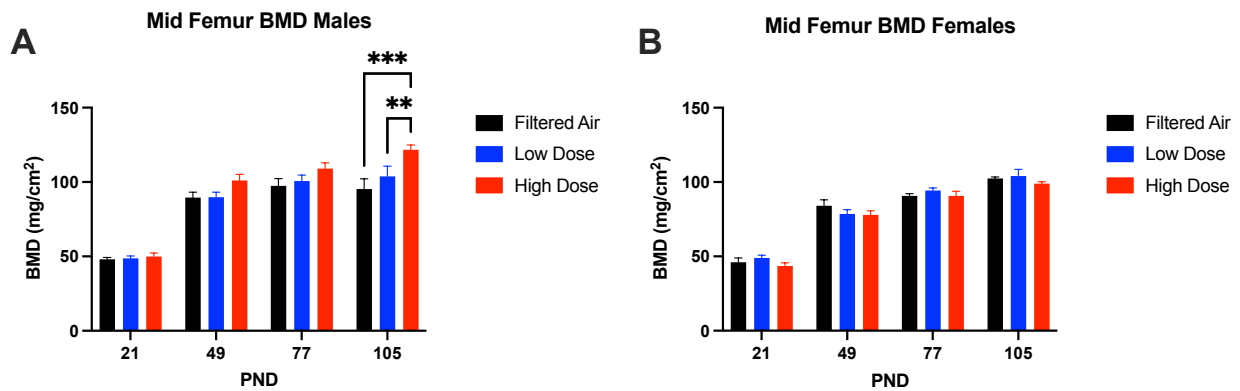 A
Mid Femur BMD Males
***
**
150
100
50
0
BMD (mg/cm²)
21 49 77 105
PND
Filtered Air
Low Dose
High Dose
B
Mid Femur BMD Females
150
100
50
0
BMD (mg/cm²)
21 49 77 105
PND
Filtered Air
Low Dose
High Dose